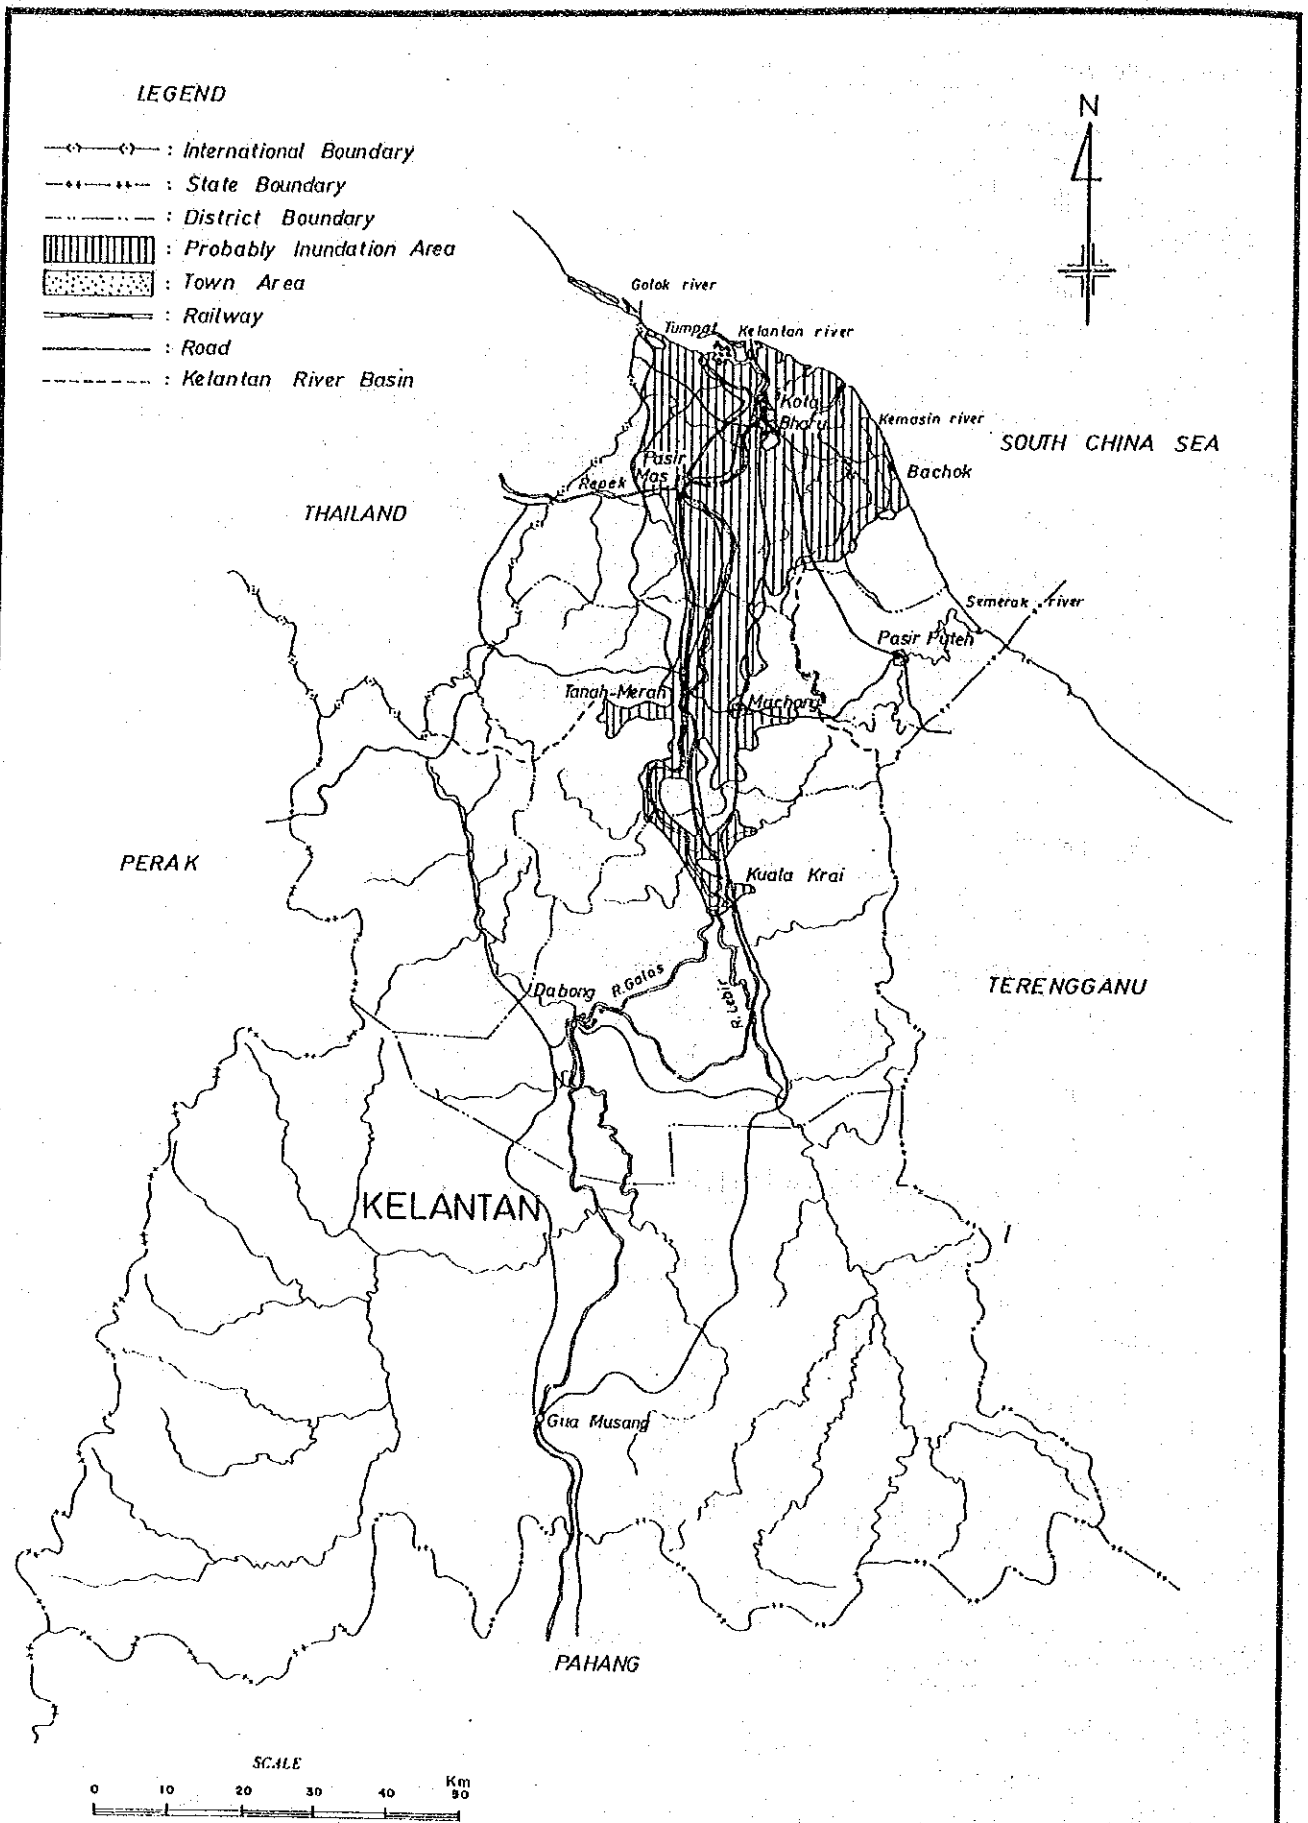 LEGEND
: International Boundary
: State Boundary
: District Boundary
: Probably Inundation Area
: Town Area
: Railway
: Road
: Kelantan River Basin
N
Golok river
Tumpat
Kelantan river
Kota
Bharu
Kemasin river
SOUTH CHINA SEA
Pasir
Mas
Repek
Bachok
THAILAND
Semerak river
Pasir Puteh
Tanah-Merah
Machang
PERAK
Kuala Krai
TERENGGANU
Dabong
R.Galas
R.Lebir
KELANTAN
Gua Musang
PAHANG
SCALE
0 10 20 30 40 50 Km